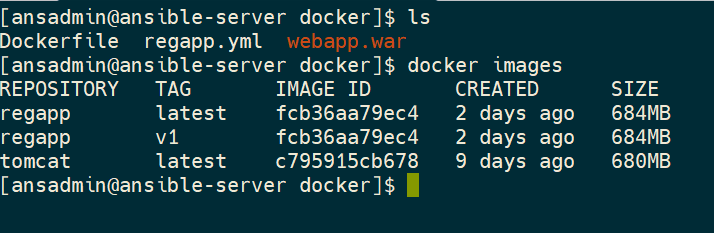 [ansadmin@ansible-server docker]$ ls
Dockerfile  regapp.yml  webapp.war
[ansadmin@ansible-server docker]$ docker images
REPOSITORY   TAG       IMAGE ID       CREATED      SIZE
regapp       latest    fcb36aa79ec4   2 days ago   684MB
regapp       v1        fcb36aa79ec4   2 days ago   684MB
tomcat       latest    c795915cb678   9 days ago   680MB
[ansadmin@ansible-server docker]$